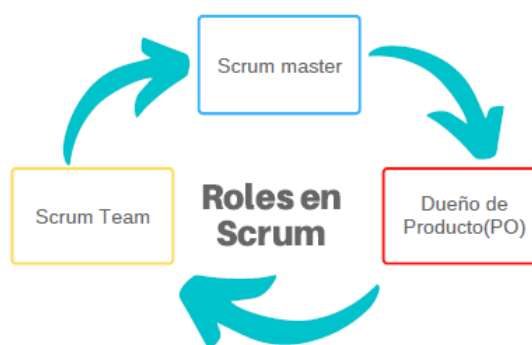 Scrum master
Scrum Team
Roles en
Scrum
Dueño de
Producto(PO)